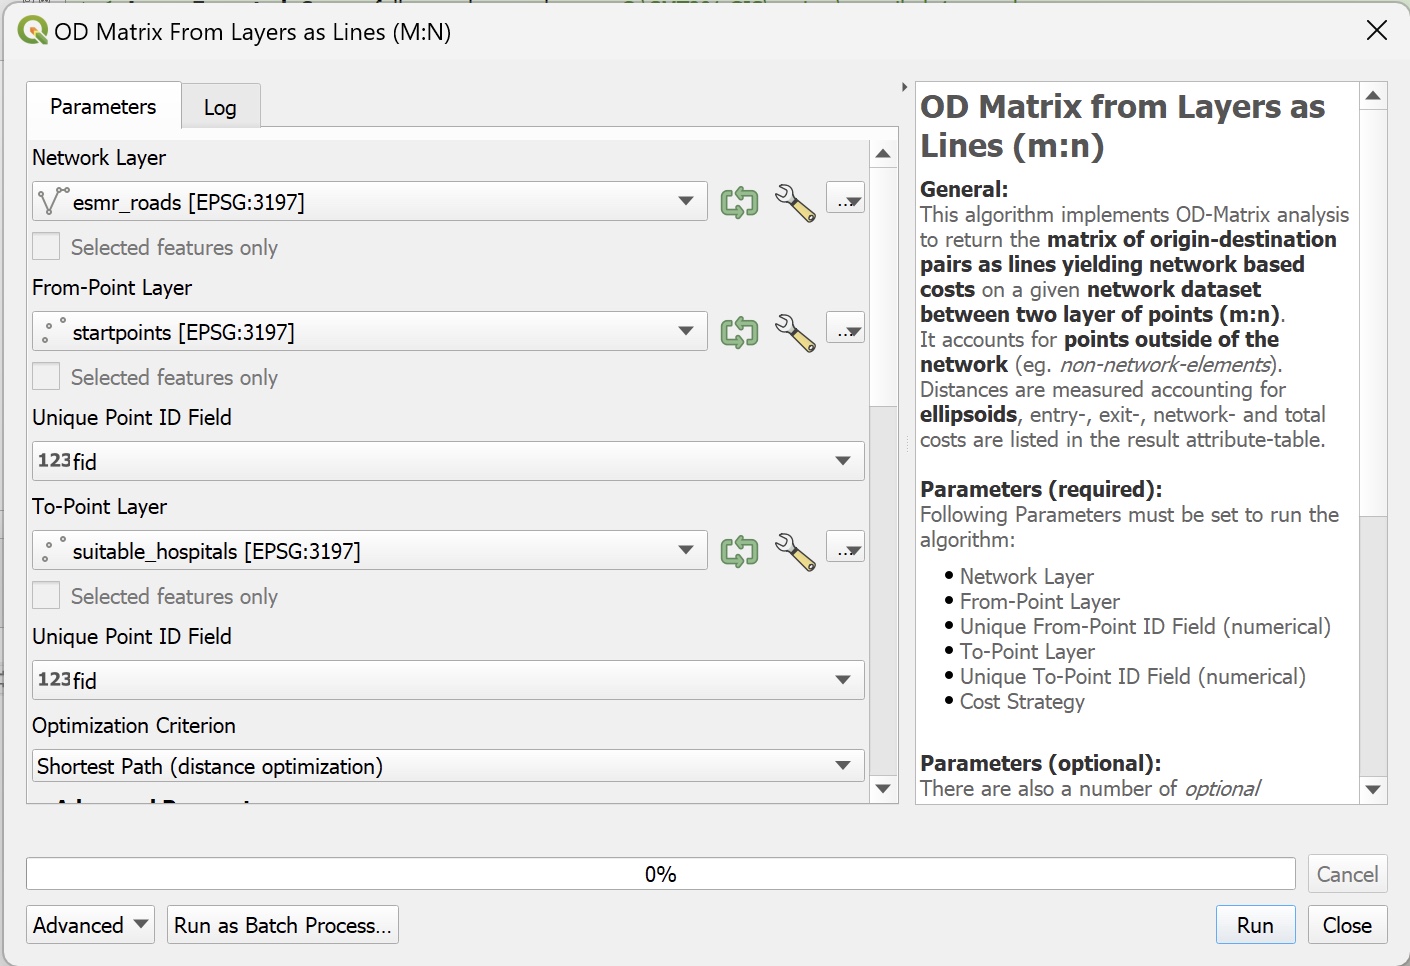 OD Matrix From Layers as Lines (M:N)
Parameters
Log
Network Layer
esmr_roads [EPSG:3197]
...
Selected features only
From-Point Layer
startpoints [EPSG:3197]
...
Selected features only
Unique Point ID Field
123 fid
To-Point Layer
suitable_hospitals [EPSG:3197]
...
Selected features only
Unique Point ID Field
123 fid
Optimization Criterion
Shortest Path (distance optimization)
OD Matrix from Layers as
Lines (m:n)
General:
This algorithm implements OD-Matrix analysis
to return the matrix of origin-destination
pairs as lines yielding network based
costs on a given network dataset
between two layer of points (m:n).
It accounts for points outside of the
network (eg. non-network-elements).
Distances are measured accounting for
ellipsoids, entry-, exit-, network- and total
costs are listed in the result attribute-table.
Parameters (required):
Following Parameters must be set to run the
algorithm:
• Network Layer
• From-Point Layer
• Unique From-Point ID Field (numerical)
• To-Point Layer
• Unique To-Point ID Field (numerical)
• Cost Strategy
Parameters (optional):
There are also a number of optional
0%
Cancel
Advanced
Run as Batch Process...
Run
Close